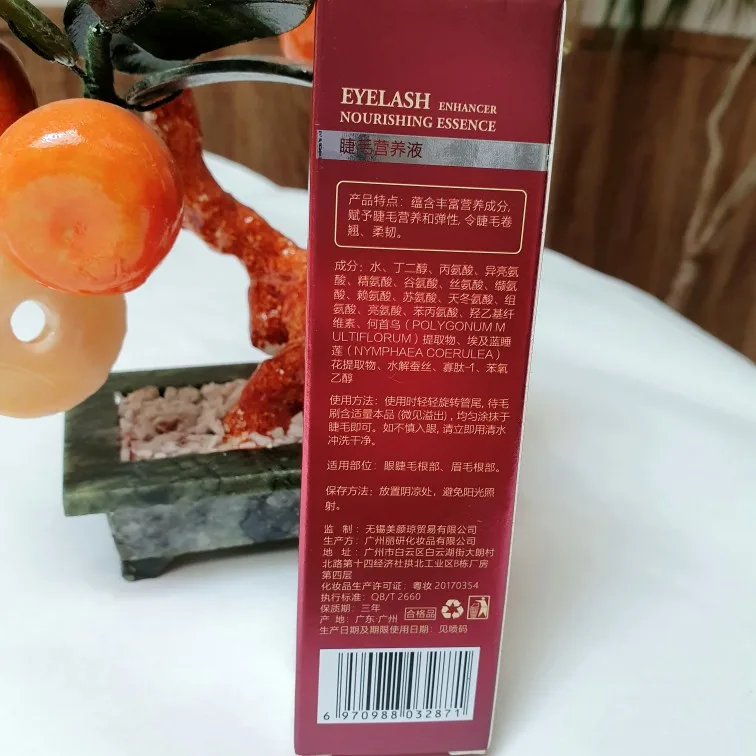 EYELASH ENHANCER
NOURISHING ESSENCE
睫毛营养液
产品特点：蕴含丰富营养成分,
赋予睫毛营养和弹性, 令睫毛卷
翘、柔韧。
成分：水、丁二醇、丙氨酸、异亮氨
酸、精氨酸、谷氨酸、丝氨酸、缬氨
酸、赖氨酸、苏氨酸、天冬氨酸、组
氨酸、亮氨酸、苯丙氨酸、羟乙基纤
维素、何首乌 (POLYGONUM M
ULTIFLORUM) 提取物、埃及蓝睡
莲 (NYMPHAEA COERULEA)
花提取物、水解蚕丝、寡肽-1、苯氧
乙醇
使用方法：使用时轻轻旋转管尾, 待毛
刷含适量本品 (微见溢出) , 均匀涂抹于
睫毛即可。如不慎入眼, 请立即用清水
冲洗干净。
适用部位：眼睫毛根部、眉毛根部。
保存方法：放置阴凉处，避免阳光照
射。
监 制：无锡美颜琼贸易有限公司
生产方：广州丽研化妆品有限公司
地 址：广州市白云区白云湖街大朗村
北路第十四经济社拱北工业区B栋厂房
第四层
化妆品生产许可证：粤妆 20170354
执行标准：QB/T 2660
保质期：三年 合格品
产 地：广东·广州
生产日期及期限使用日期：见喷码
6 970988 032871